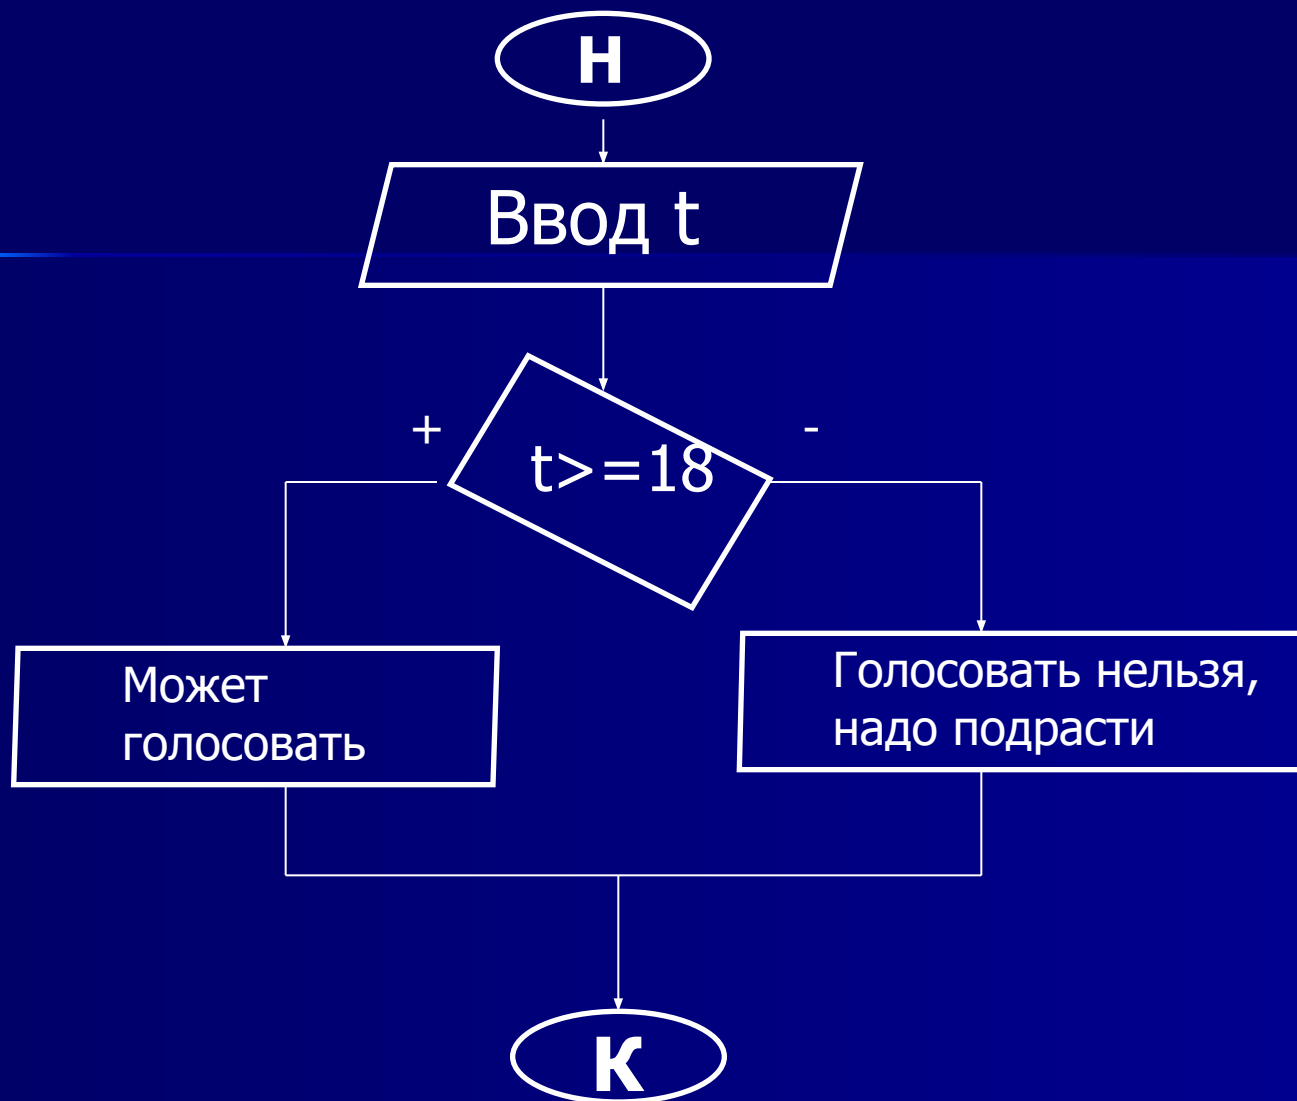 Н
Ввод t
+
-
t>=18
Может
голосовать
Голосовать нельзя,
надо подрасти
К